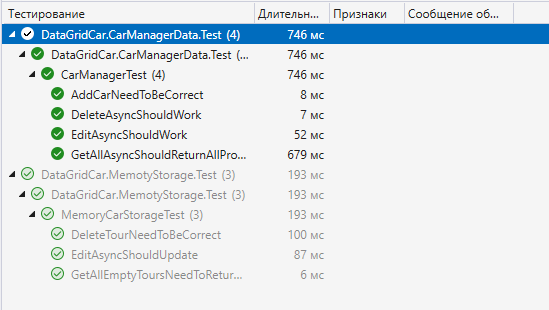 Тестирование Длительн... Признаки Сообщение об...
DataGridCar.CarManagerData.Test (4) 746 мс
DataGridCar.CarManagerData.Test (... 746 мс
CarManagerTest (4) 746 мс
AddCarNeedToBeCorrect 8 мс
DeleteAsyncShouldWork 7 мс
EditAsyncShouldWork 52 мс
GetAllAsyncShouldReturnAllPro... 679 мс
DataGridCar.MemotyStorage.Test (3) 193 мс
DataGridCar.MemotyStorage.Test (3) 193 мс
MemoryCarStorageTest (3) 193 мс
DeleteTourNeedToBeCorrect 100 мс
EditAsyncShouldUpdate 87 мс
GetAllEmptyToursNeedToRetur... 6 мс